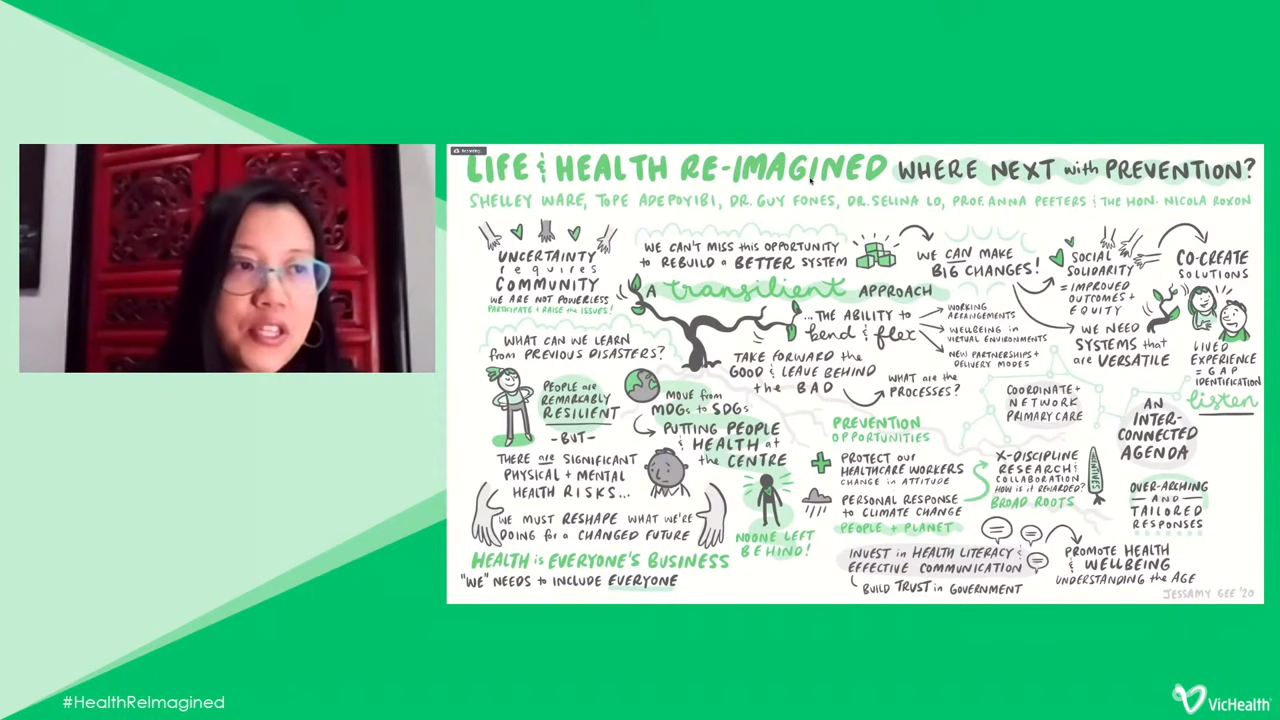 Recording...
LIFE & HEALTH RE-IMAGINED WHERE NEXT with PREVENTION?
SHELLEY WARE, TOPE ADEPOYIBI, DR. GUY FONES, DR. SELINA LO, PROF. ANNA PEETERS & THE HON. NICOLA ROXON
UNCERTAINTY
requires
COMMUNITY
WE ARE NOT POWERLESS
PARTICIPATE + RAISE the ISSUES!
WE CAN'T MISS this OPPORTUNITY
to REBUILD a BETTER SYSTEM
WE CAN MAKE
BIG CHANGES!
SOCIAL
SOLIDARITY
= IMPROVED
OUTCOMES +
EQUITY
CO-CREATE
SOLUTIONS
A transilient APPROACH
...THE ABILITY to
bend & flex
WORKING
ARRANGEMENTS
WELLBEING in
VIRTUAL ENVIRONMENTS
NEW PARTNERSHIPS +
DELIVERY MODES
WE NEED
SYSTEMS that
are VERSATILE
LIVED
EXPERIENCE
= GAP
IDENTIFICATION
listen
WHAT CAN WE LEARN
from PREVIOUS DISASTERS?
TAKE FORWARD the
GOOD & LEAVE BEHIND
the BAD
WHAT are the
PROCESSES?
PEOPLE are
REMARKABLY
RESILIENT
-BUT-
THERE are SIGNIFICANT
PHYSICAL + MENTAL
HEALTH RISKS...
MOVE from
MDGs to SDGs
PUTTING PEOPLE
& HEALTH at
the CENTRE
NO ONE LEFT
BEHIND!
WE MUST RESHAPE WHAT WE'RE
DOING for a CHANGED FUTURE
HEALTH is EVERYONE'S BUSINESS
"WE" NEEDS to INCLUDE EVERYONE
PREVENTION
OPPORTUNITIES
PROTECT our
HEALTHCARE WORKERS
CHANGE in ATTITUDE
PERSONAL RESPONSE
to CLIMATE CHANGE
PEOPLE + PLANET
COORDINATE +
NETWORK
PRIMARY CARE
X-DISCIPLINE
RESEARCH &
COLLABORATION
HOW is it REWARDED?
BROAD ROOTS
INCENTIVES
AN
INTER-
CONNECTED
AGENDA
OVER-ARCHING
-AND-
TAILORED
RESPONSES
INVEST in HEALTH LITERACY &
EFFECTIVE COMMUNICATION
BUILD TRUST in GOVERNMENT
PROMOTE HEALTH
& WELLBEING
UNDERSTANDING the AGE
JESSAMY GEE '20
#HealthReImagined
VicHealth